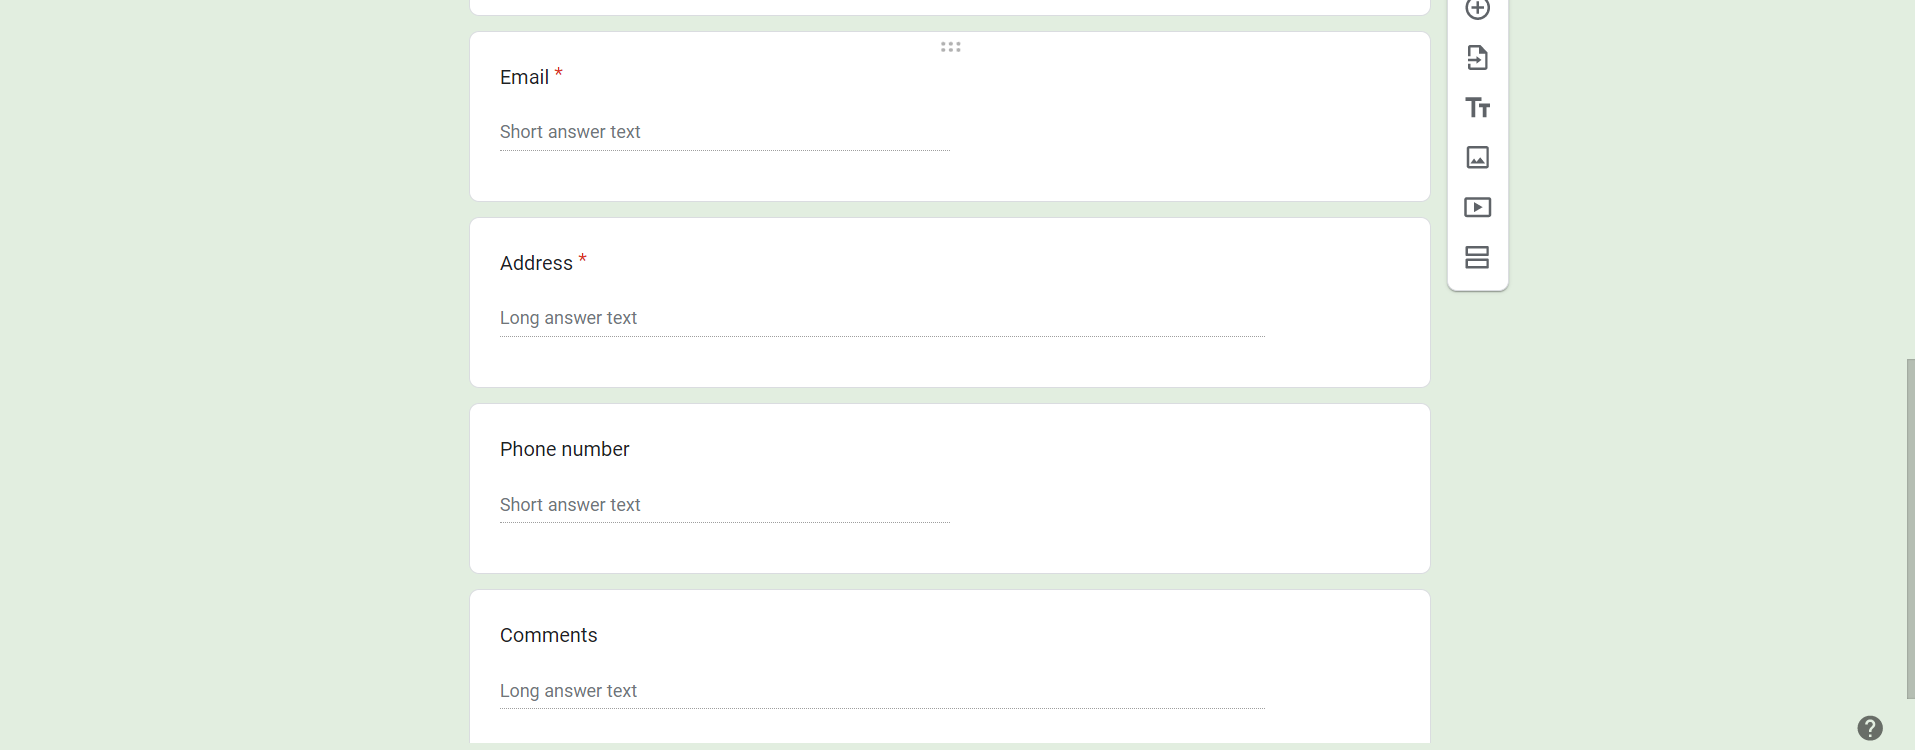 Email *
Short answer text
Address *
Long answer text
Phone number
Short answer text
Comments
Long answer text